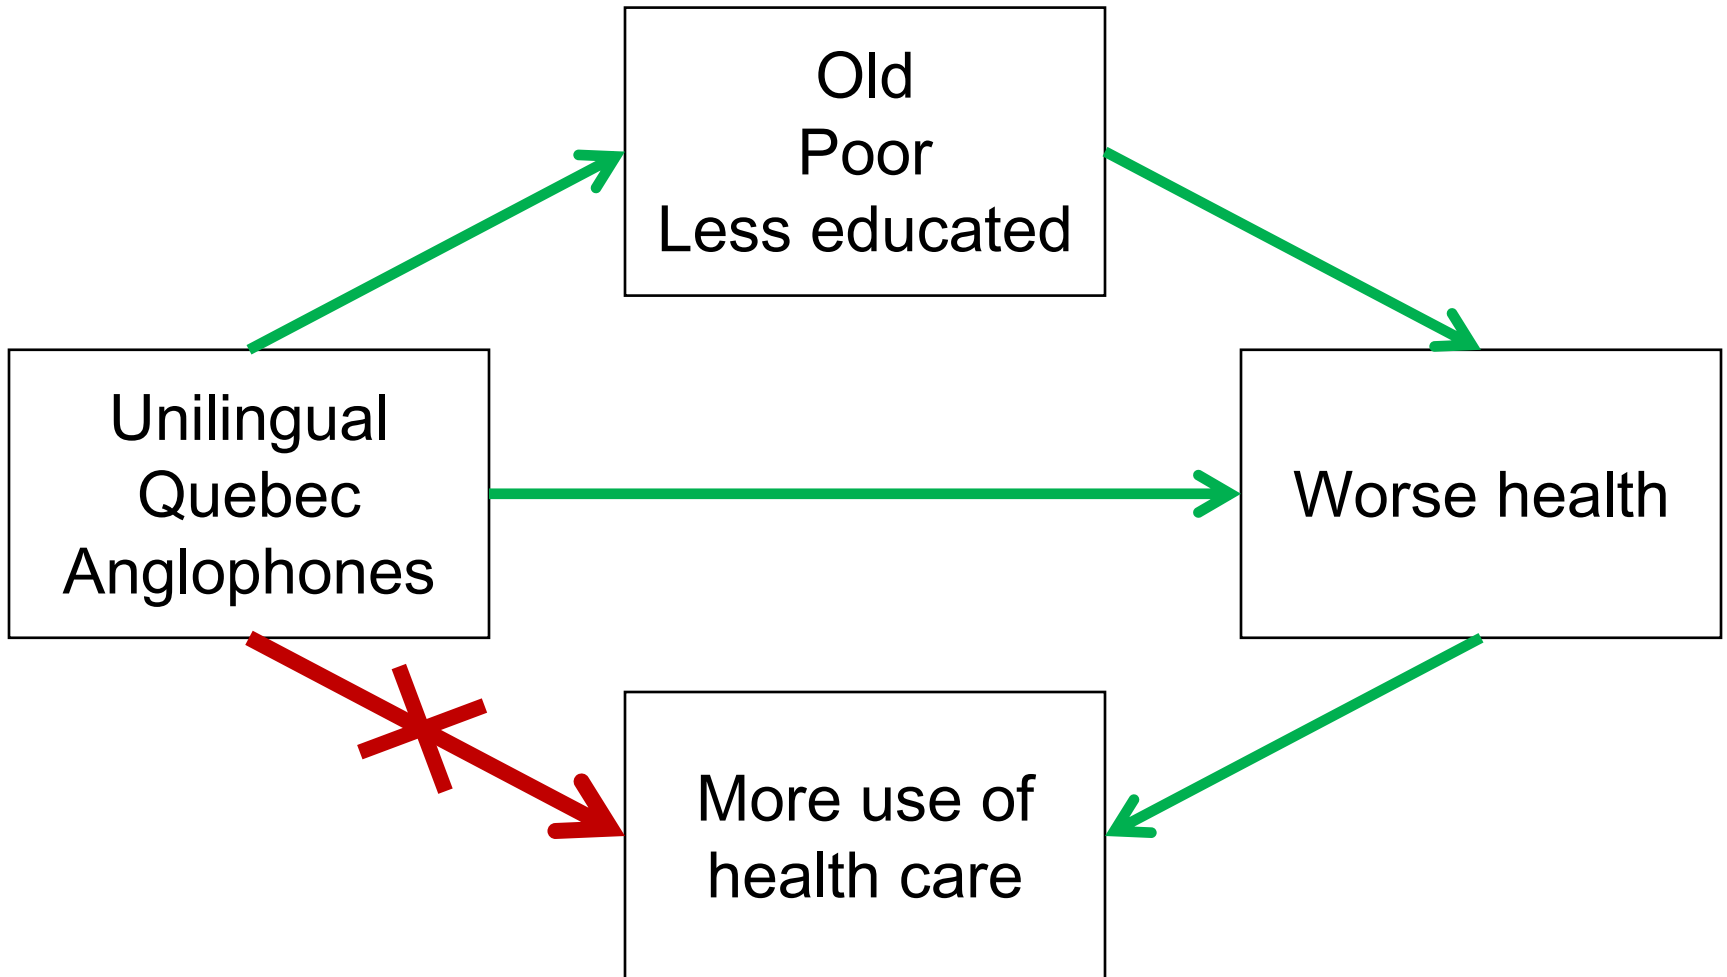 Old
Poor
Less educated
Unilingual
Quebec
Anglophones
Worse health
More use of
health care